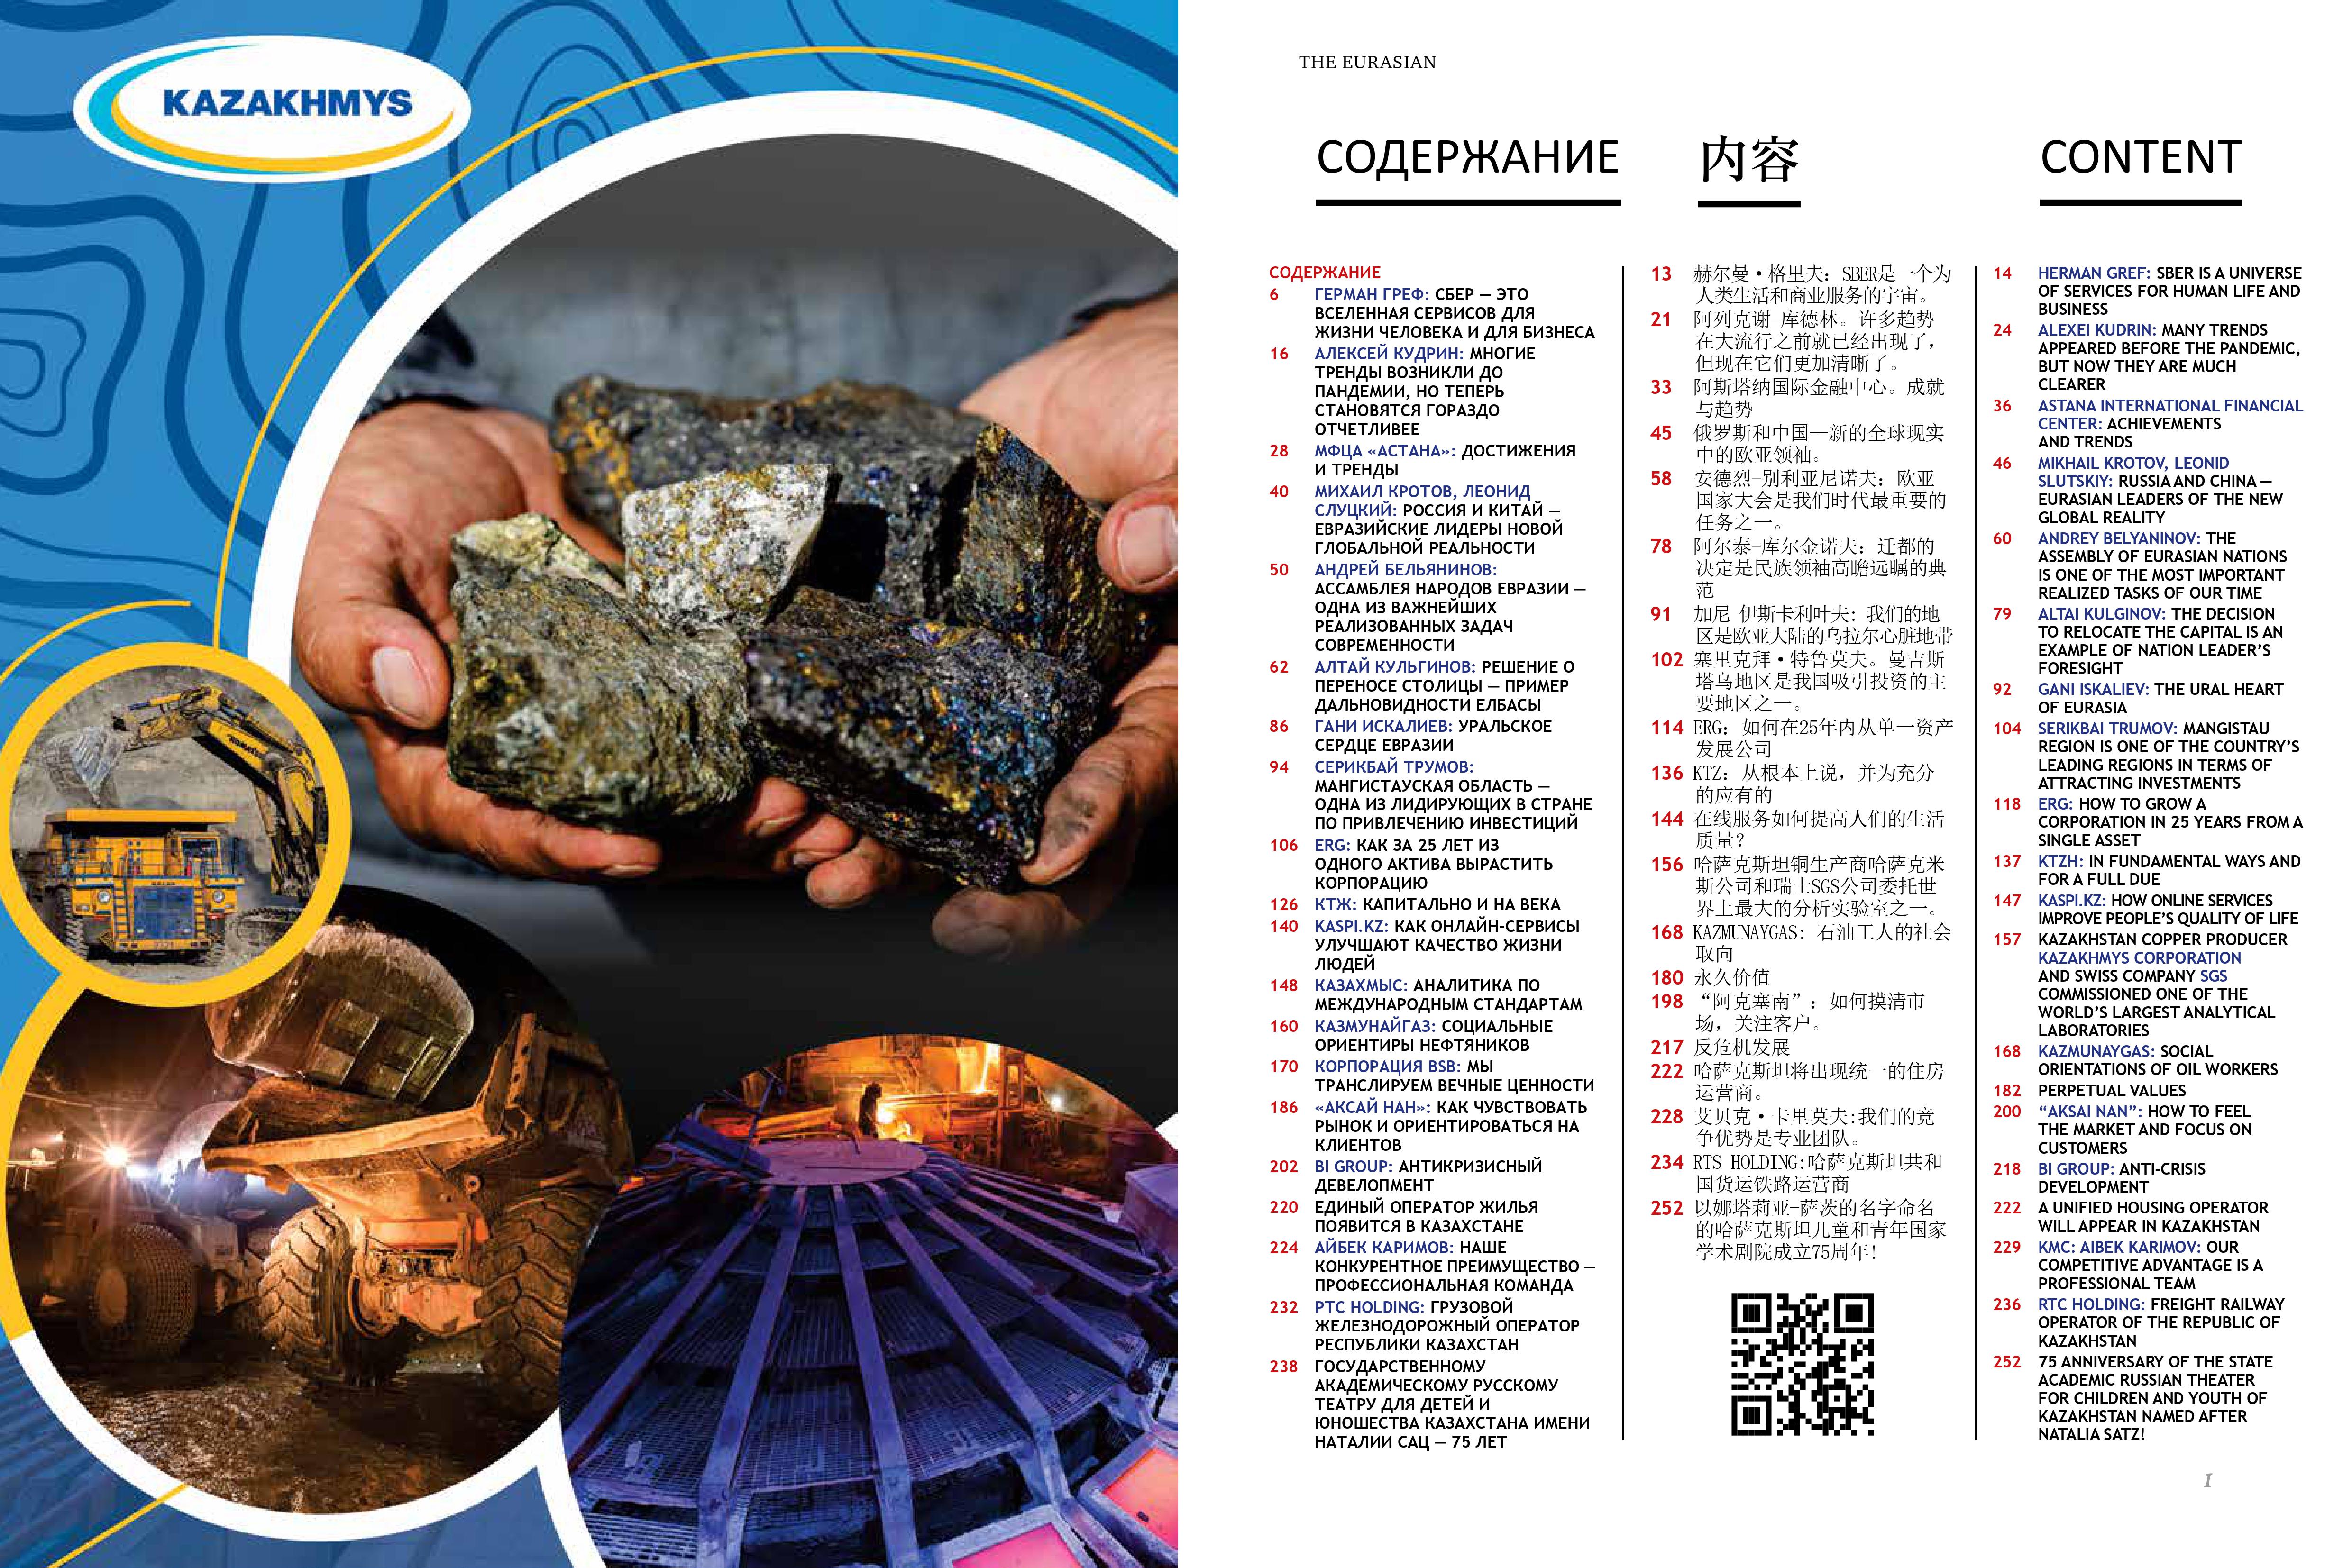 KAZAKHMYS
THE EURASIAN
СОДЕРЖАНИЕ
内容
CONTENT
СОДЕРЖАНИЕ
6 ГЕРМАН ГРЕФ: СБЕР — ЭТО
ВСЕЛЕННАЯ СЕРВИСОВ ДЛЯ
ЖИЗНИ ЧЕЛОВЕКА И ДЛЯ БИЗНЕСА
16 АЛЕКСЕЙ КУДРИН: МНОГИЕ
ТРЕНДЫ ВОЗНИКЛИ ДО
ПАНДЕМИИ, НО ТЕПЕРЬ
СТАНОВЯТСЯ ГОРАЗДО
ОТЧЕТЛИВЕЕ
28 МФЦА «АСТАНА»: ДОСТИЖЕНИЯ
И ТРЕНДЫ
40 МИХАИЛ КРОТОВ, ЛЕОНИД
СЛУЦКИЙ: РОССИЯ И КИТАЙ —
ЕВРАЗИЙСКИЕ ЛИДЕРЫ НОВОЙ
ГЛОБАЛЬНОЙ РЕАЛЬНОСТИ
50 АНДРЕЙ БЕЛЬЯНИНОВ:
АССАМБЛЕЯ НАРОДОВ ЕВРАЗИИ —
ОДНА ИЗ ВАЖНЕЙШИХ
РЕАЛИЗОВАННЫХ ЗАДАЧ
СОВРЕМЕННОСТИ
62 АЛТАЙ КУЛЬГИНОВ: РЕШЕНИЕ О
ПЕРЕНОСЕ СТОЛИЦЫ — ПРИМЕР
ДАЛЬНОВИДНОСТИ ЕЛБАСЫ
86 ГАНИ ИСКАЛИЕВ: УРАЛЬСКОЕ
СЕРДЦЕ ЕВРАЗИИ
94 СЕРИКБАЙ ТРУМОВ:
МАНГИСТАУСКАЯ ОБЛАСТЬ —
ОДНА ИЗ ЛИДИРУЮЩИХ В СТРАНЕ
ПО ПРИВЛЕЧЕНИЮ ИНВЕСТИЦИЙ
106 ERG: КАК ЗА 25 ЛЕТ ИЗ
ОДНОГО АКТИВА ВЫРАСТИТЬ
КОРПОРАЦИЮ
126 КТЖ: КАПИТАЛЬНО И НА ВЕКА
140 KASPI.KZ: КАК ОНЛАЙН-СЕРВИСЫ
УЛУЧШАЮТ КАЧЕСТВО ЖИЗНИ
ЛЮДЕЙ
148 КАЗАХМЫС: АНАЛИТИКА ПО
МЕЖДУНАРОДНЫМ СТАНДАРТАМ
160 КАЗМУНАЙГАЗ: СОЦИАЛЬНЫЕ
ОРИЕНТИРЫ НЕФТЯНИКОВ
170 КОРПОРАЦИЯ BSB: МЫ
ТРАНСЛИРУЕМ ВЕЧНЫЕ ЦЕННОСТИ
186 «АКСАЙ НАН»: КАК ЧУВСТВОВАТЬ
РЫНОК И ОРИЕНТИРОВАТЬСЯ НА
КЛИЕНТОВ
202 BI GROUP: АНТИКРИЗИСНЫЙ
ДЕВЕЛОПМЕНТ
220 ЕДИНЫЙ ОПЕРАТОР ЖИЛЬЯ
ПОЯВИТСЯ В КАЗАХСТАНЕ
224 АЙБЕК КАРИМОВ: НАШЕ
КОНКУРЕНТНОЕ ПРЕИМУЩЕСТВО —
ПРОФЕССИОНАЛЬНАЯ КОМАНДА
232 РТС HOLDING: ГРУЗОВОЙ
ЖЕЛЕЗНОДОРОЖНЫЙ ОПЕРАТОР
РЕСПУБЛИКИ КАЗАХСТАН
238 ГОСУДАРСТВЕННОМУ
АКАДЕМИЧЕСКОМУ РУССКОМУ
ТЕАТРУ ДЛЯ ДЕТЕЙ И
ЮНОШЕСТВА КАЗАХСТАНА ИМЕНИ
НАТАЛИИ САЦ — 75 ЛЕТ
13 赫尔曼·格里夫：SBER是一个为
人类生活和商业服务的宇宙。
21 阿列克谢-库德林。许多趋势
在大流行之前就已经出现了，
但现在它们更加清晰了。
33 阿斯塔纳国际金融中心。成就
与趋势
45 俄罗斯和中国--新的全球现实
中的欧亚领袖。
58 安德烈-别利亚尼诺夫：欧亚
国家大会是我们时代最重要的
任务之一。
78 阿尔泰-库尔金诺夫：迁都的
决定是民族领袖高瞻远瞩的典
范
91 加尼 伊斯卡利叶夫: 我们的地
区是欧亚大陆的乌拉尔心脏地带
102 塞里克拜·特鲁莫夫。曼吉斯
塔乌地区是我国吸引投资的主
要地区之一。
114 ERG：如何在25年内从单一资产
发展公司
136 KTZ：从根本上说，并为充分
的应有的
144 在线服务如何提高人们的生活
质量？
156 哈萨克斯坦铜生产商哈萨克米
斯公司和瑞士SGS公司委托世
界上最大的分析实验室之一。
168 KAZMUNAYGAS: 石油工人的社会
取向
180 永久价值
198 “阿克塞南”：如何摸清市
场，关注客户。
217 反危机发展
222 哈萨克斯坦将出现统一的住房
运营商。
228 艾贝克·卡里莫夫:我们的竞
争优势是专业团队。
234 RTS HOLDING:哈萨克斯坦共和
国货运铁路运营商
252 以娜塔莉亚-萨茨的名字命名
的哈萨克斯坦儿童和青年国家
学术剧院成立75周年!
14 HERMAN GREF: SBER IS A UNIVERSE
OF SERVICES FOR HUMAN LIFE AND
BUSINESS
24 ALEXEI KUDRIN: MANY TRENDS
APPEARED BEFORE THE PANDEMIC,
BUT NOW THEY ARE MUCH
CLEARER
36 ASTANA INTERNATIONAL FINANCIAL
CENTER: ACHIEVEMENTS
AND TRENDS
46 MIKHAIL KROTOV, LEONID
SLUTSKIY: RUSSIA AND CHINA —
EURASIAN LEADERS OF THE NEW
GLOBAL REALITY
60 ANDREY BELYANINOV: THE
ASSEMBLY OF EURASIAN NATIONS
IS ONE OF THE MOST IMPORTANT
REALIZED TASKS OF OUR TIME
79 ALTAI KULGINOV: THE DECISION
TO RELOCATE THE CAPITAL IS AN
EXAMPLE OF NATION LEADER’S
FORESIGHT
92 GANI ISKALIEV: THE URAL HEART
OF EURASIA
104 SERIKBAI TRUMOV: MANGISTAU
REGION IS ONE OF THE COUNTRY’S
LEADING REGIONS IN TERMS OF
ATTRACTING INVESTMENTS
118 ERG: HOW TO GROW A
CORPORATION IN 25 YEARS FROM A
SINGLE ASSET
137 KTZH: IN FUNDAMENTAL WAYS AND
FOR A FULL DUE
147 KASPI.KZ: HOW ONLINE SERVICES
IMPROVE PEOPLE’S QUALITY OF LIFE
157 KAZAKHSTAN COPPER PRODUCER
KAZAKHMYS CORPORATION
AND SWISS COMPANY SGS
COMMISSIONED ONE OF THE
WORLD’S LARGEST ANALYTICAL
LABORATORIES
168 KAZMUNAYGAS: SOCIAL
ORIENTATIONS OF OIL WORKERS
182 PERPETUAL VALUES
200 “AKSAI NAN”: HOW TO FEEL
THE MARKET AND FOCUS ON
CUSTOMERS
218 BI GROUP: ANTI-CRISIS
DEVELOPMENT
222 A UNIFIED HOUSING OPERATOR
WILL APPEAR IN KAZAKHSTAN
229 KMC: AIBEK KARIMOV: OUR
COMPETITIVE ADVANTAGE IS A
PROFESSIONAL TEAM
236 RTC HOLDING: FREIGHT RAILWAY
OPERATOR OF THE REPUBLIC OF
KAZAKHSTAN
252 75 ANNIVERSARY OF THE STATE
ACADEMIC RUSSIAN THEATER
FOR CHILDREN AND YOUTH OF
KAZAKHSTAN NAMED AFTER
NATALIA SATZ!
I
KOMATSU